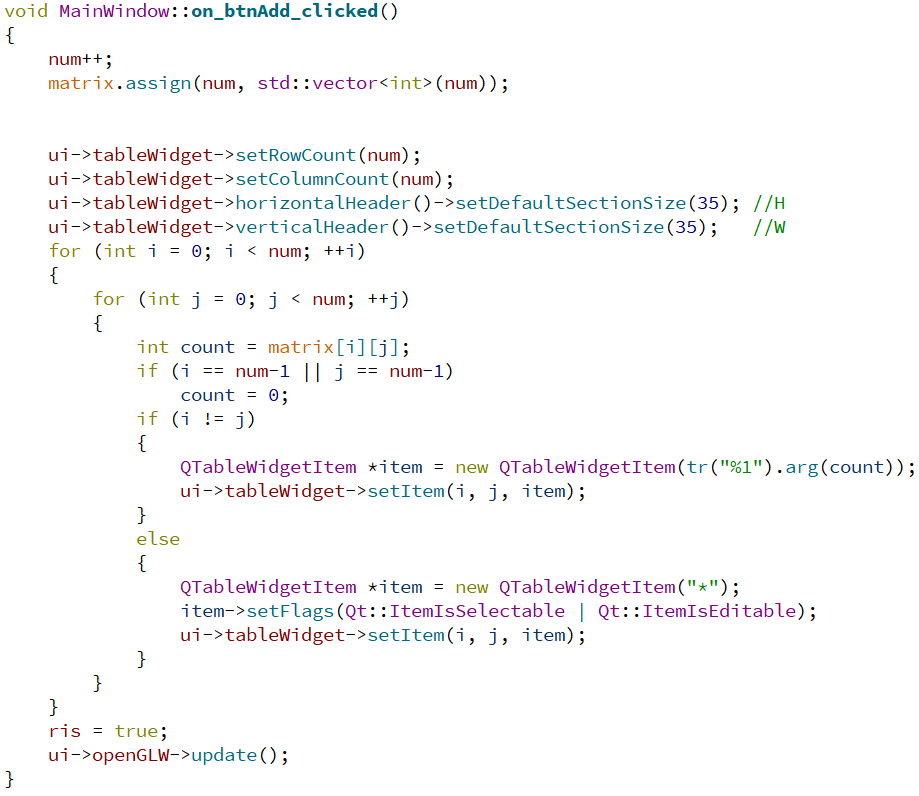 void MainWindow::on_btnAdd_clicked()
{
    num++;
    matrix.assign(num, std::vector<int>(num));


    ui->tableWidget->setRowCount(num);
    ui->tableWidget->setColumnCount(num);
    ui->tableWidget->horizontalHeader()->setDefaultSectionSize(35); //H
    ui->tableWidget->verticalHeader()->setDefaultSectionSize(35);   //W
    for (int i = 0; i < num; ++i)
    {
        for (int j = 0; j < num; ++j)
        {
            int count = matrix[i][j];
            if (i == num-1 || j == num-1)
                count = 0;
            if (i != j)
            {
                QTableWidgetItem *item = new QTableWidgetItem(tr("%1").arg(count));
                ui->tableWidget->setItem(i, j, item);
            }
            else
            {
                QTableWidgetItem *item = new QTableWidgetItem("*");
                item->setFlags(Qt::ItemIsSelectable | Qt::ItemIsEditable);
                ui->tableWidget->setItem(i, j, item);
            }
        }
    }
    ris = true;
    ui->openGLW->update();
}